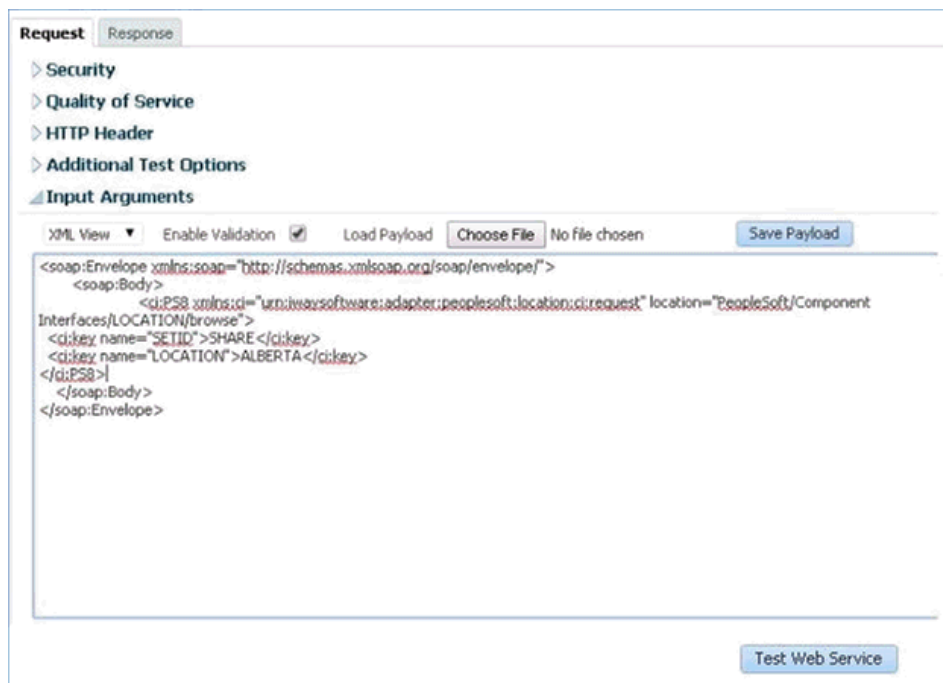 Request Response
Security
Quality of Service
HTTP Header
Additional Test Options
Input Arguments
XML View Enable Validation Load Payload Choose File No file chosen Save Payload
<soap:Envelope xmlns:soap="http://schemas.xmlsoap.org/soap/envelope/">
<soap:Body>
<ci:PS8 xmlns:ci="urn:iwaysoftware:adapter:peoplesoft:location:ci:request" location="PeopleSoft/Component
Interfaces/LOCATION/browse">
<ci:key name="SETID">SHARE</ci:key>
<ci:key name="LOCATION">ALBERTA</ci:key>
</ci:PS8>
</soap:Body>
</soap:Envelope>
Test Web Service